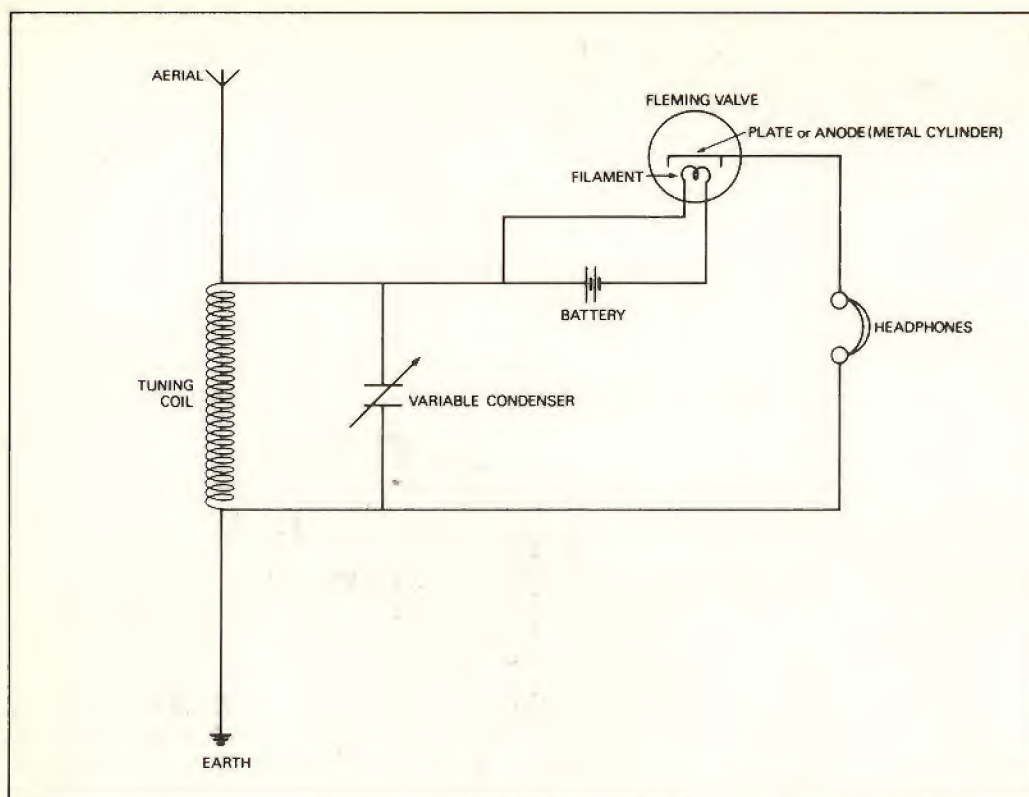 AERIAL
FLEMING VALVE
PLATE or ANODE (METAL CYLINDER)
FILAMENT
BATTERY
HEADPHONES
TUNING
COIL
VARIABLE CONDENSER
EARTH